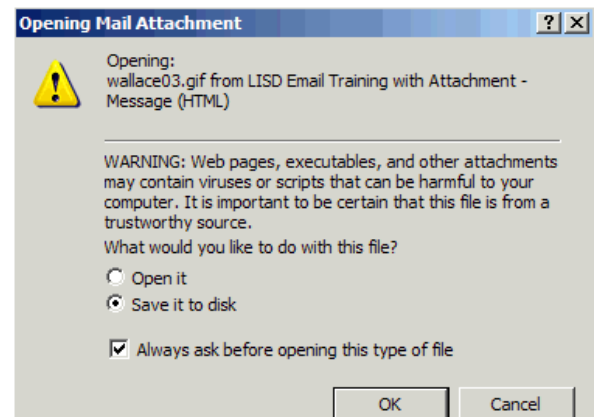 Opening Mail Attachment
Opening:
wallace03.gif from LISD Email Training with Attachment -
Message (HTML)
WARNING: Web pages, executables, and other attachments
may contain viruses or scripts that can be harmful to your
computer. It is important to be certain that this file is from a
trustworthy source.
What would you like to do with this file?
Open it
Save it to disk
Always ask before opening this type of file
OK Cancel